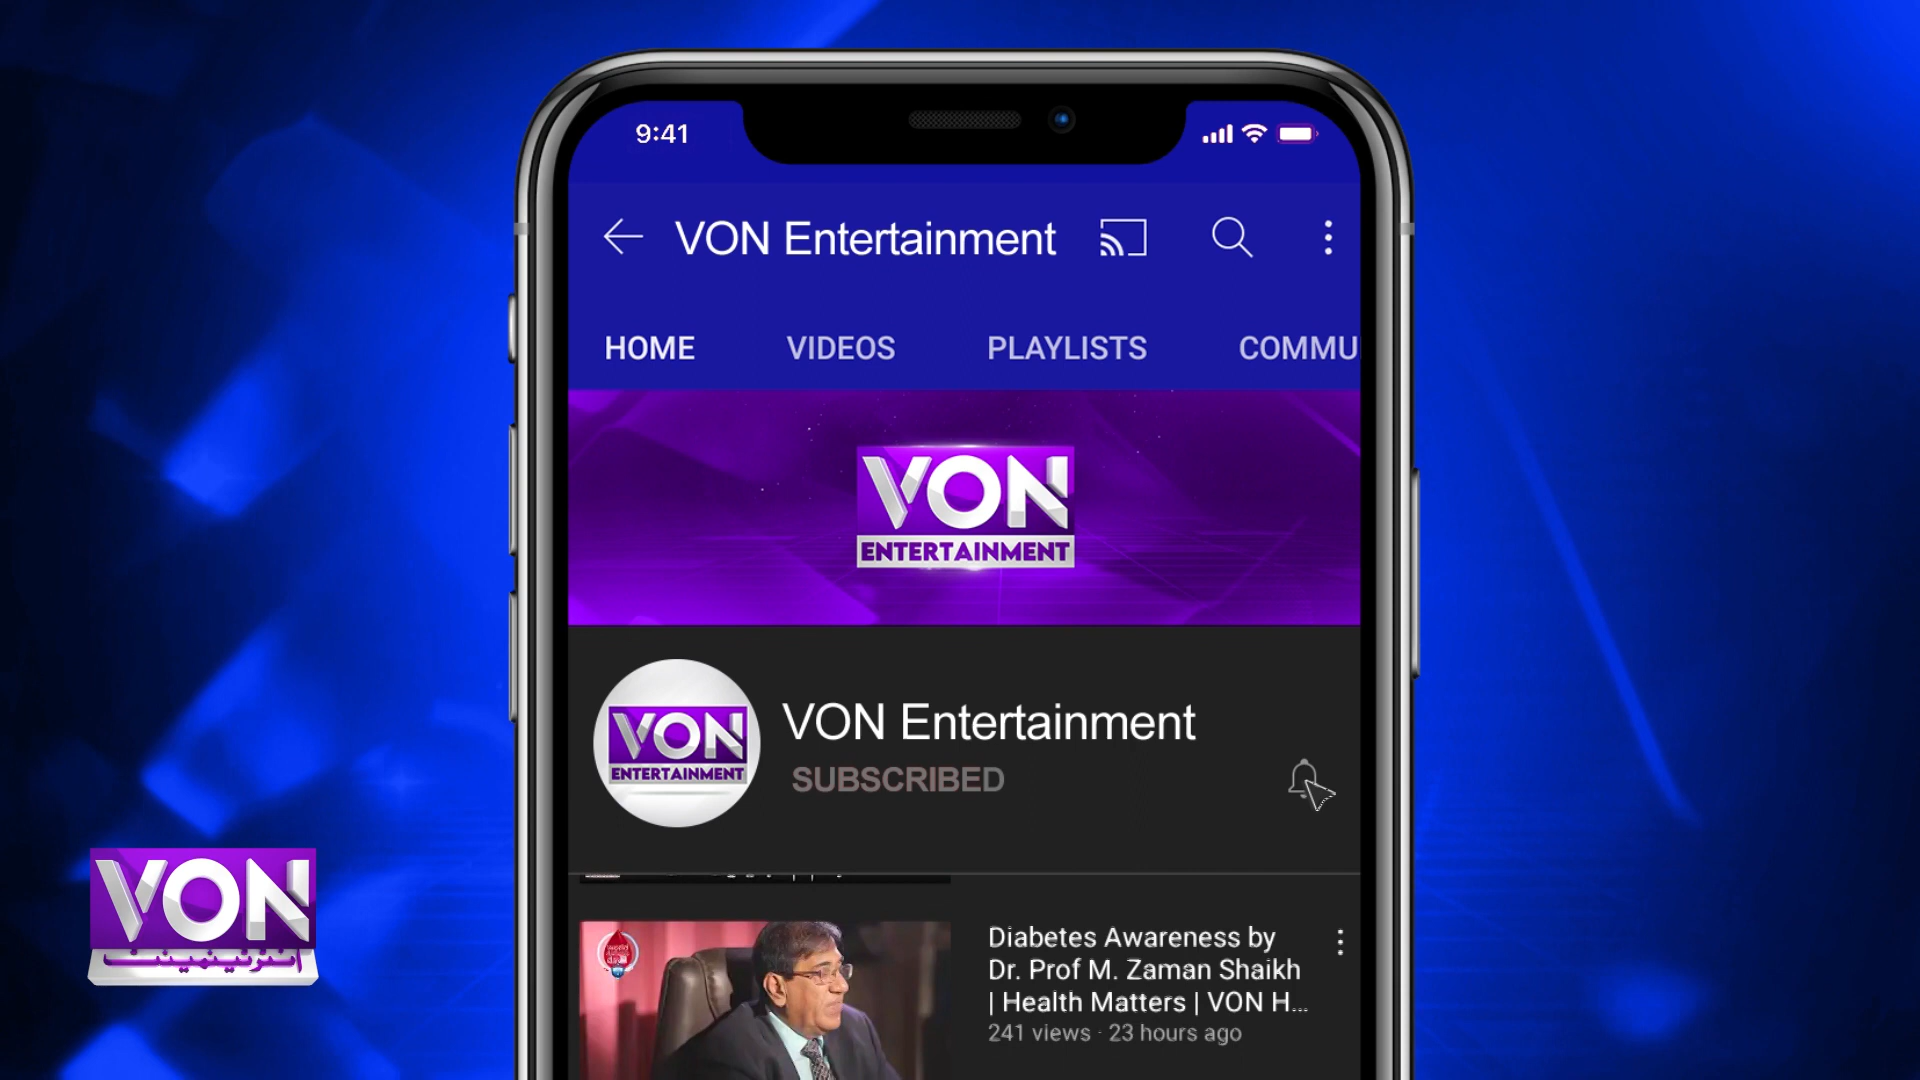 9:41
VON Entertainment
HOME VIDEOS PLAYLISTS COMMU
VON
ENTERTAINMENT
VON Entertainment
SUBSCRIBED
VON
ENTERTAINMENT
VON
انٹرٹینمینٹ
Diabetes Awareness by
Dr. Prof M. Zaman Shaikh
| Health Matters | VON H...
241 views · 23 hours ago